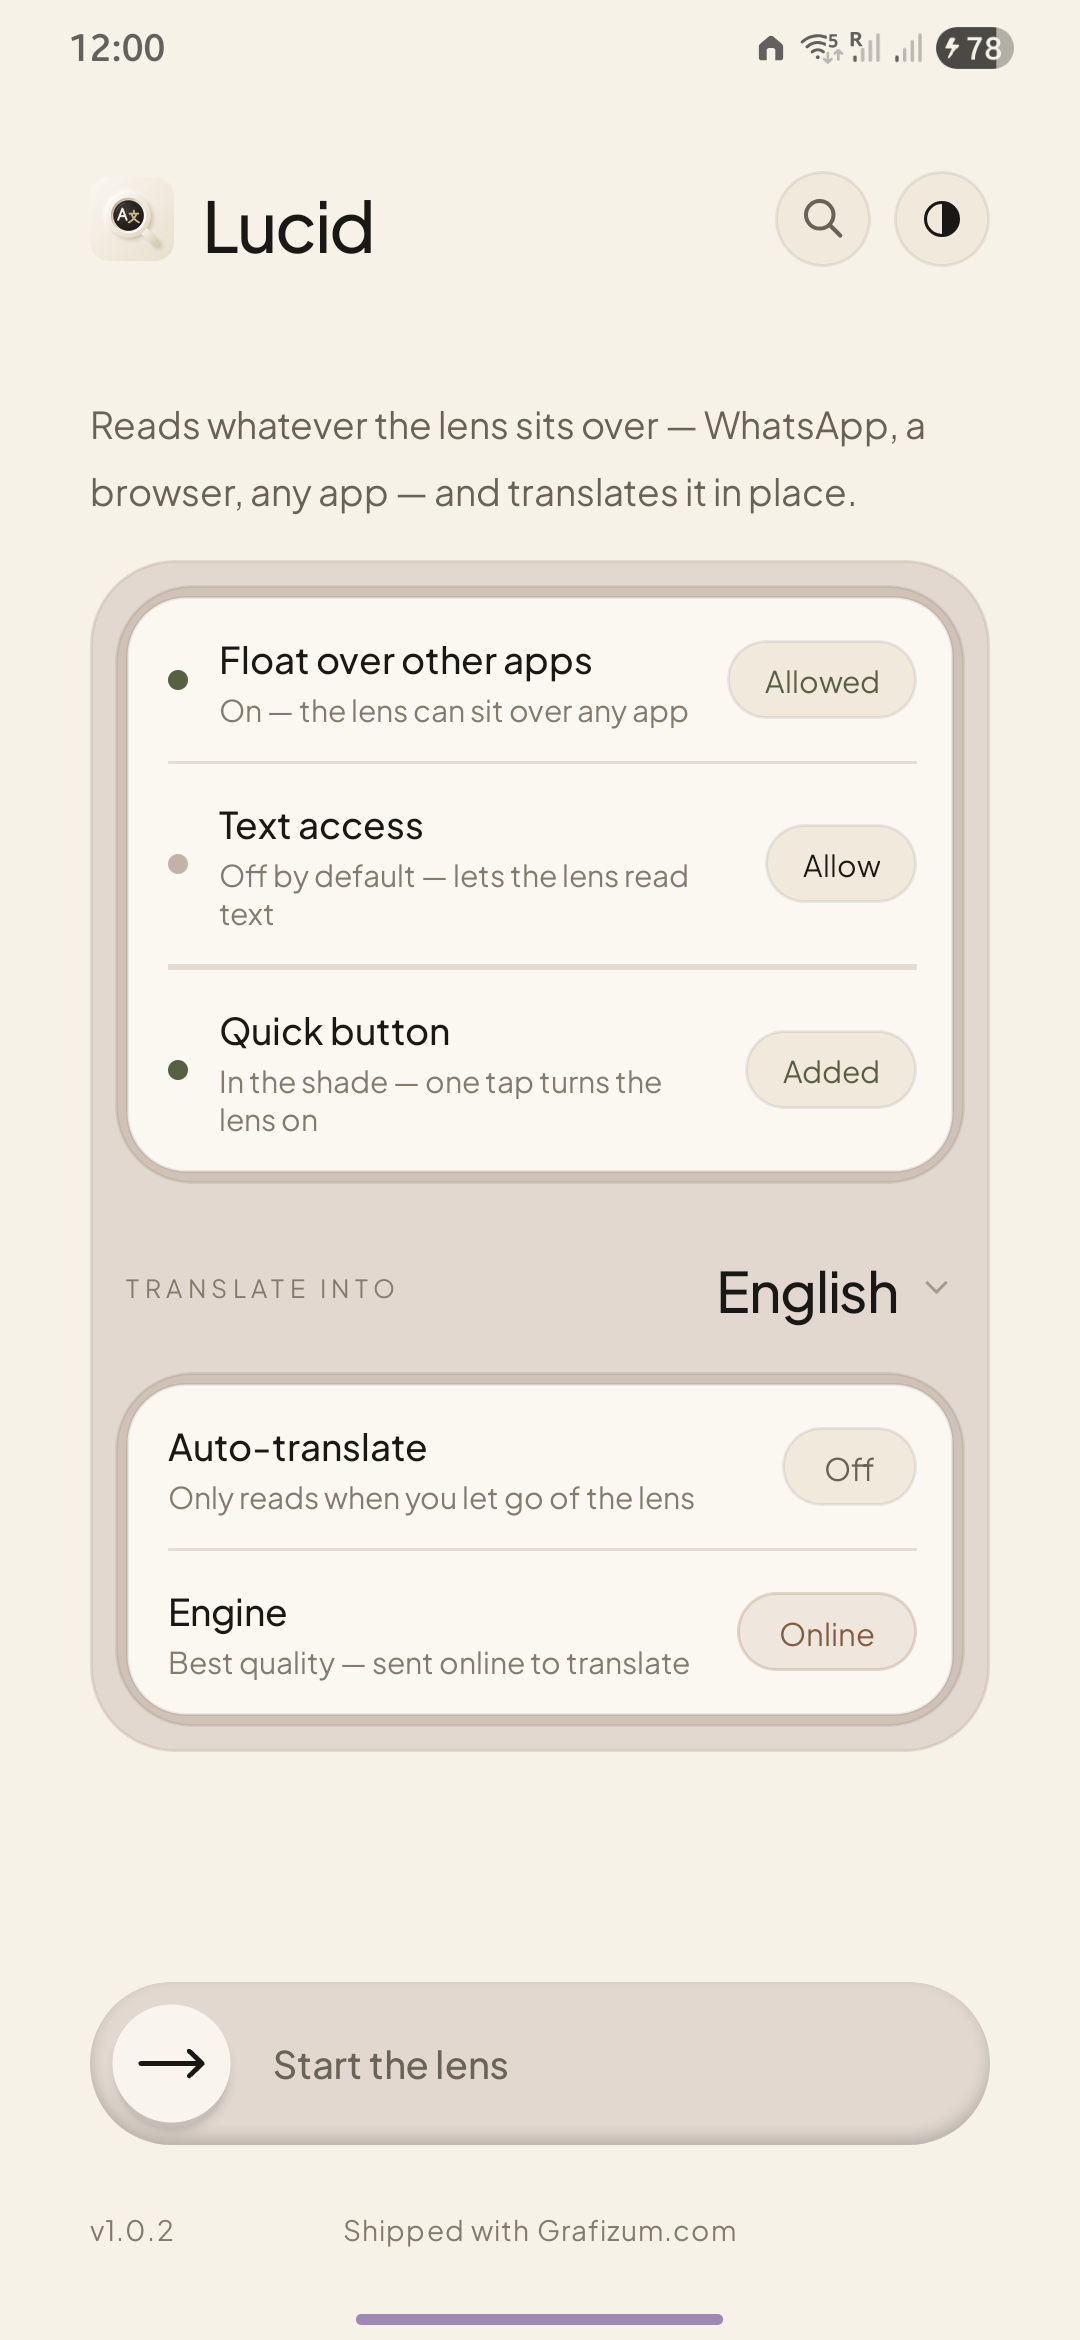 12:00
5
R
78
A文
Lucid
Reads whatever the lens sits over — WhatsApp, a
browser, any app — and translates it in place.
Float over other apps
On — the lens can sit over any app
Allowed
Text access
Off by default — lets the lens read
text
Allow
Quick button
In the shade — one tap turns the
lens on
Added
TRANSLATE INTO
English
Auto-translate
Only reads when you let go of the lens
Off
Engine
Best quality — sent online to translate
Online
Start the lens
v1.0.2
Shipped with Grafizum.com